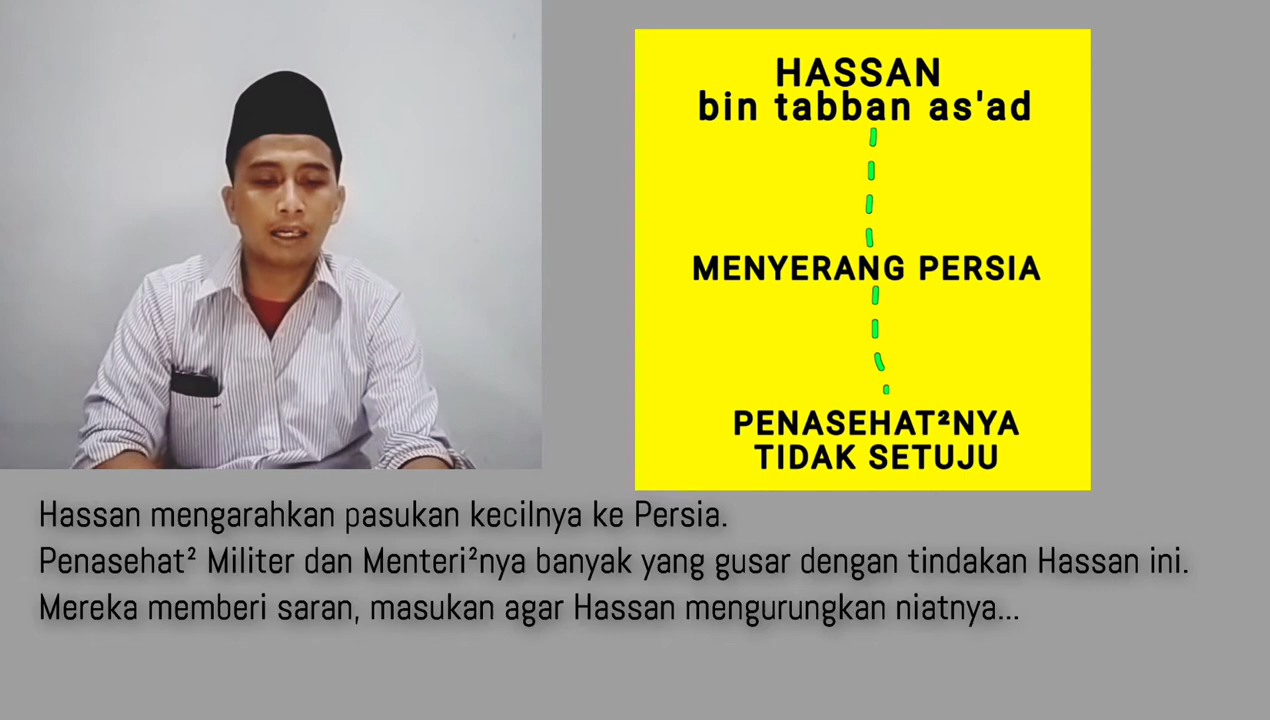 HASSAN
bin tabban as'ad
MENYERANG PERSIA
PENASEHAT²NYA
TIDAK SETUJU
Hassan mengarahkan pasukan kecilnya ke Persia.
Penasehat² Militer dan Menteri²nya banyak yang gusar dengan tindakan Hassan ini.
Mereka memberi saran, masukan agar Hassan mengurungkan niatnya...